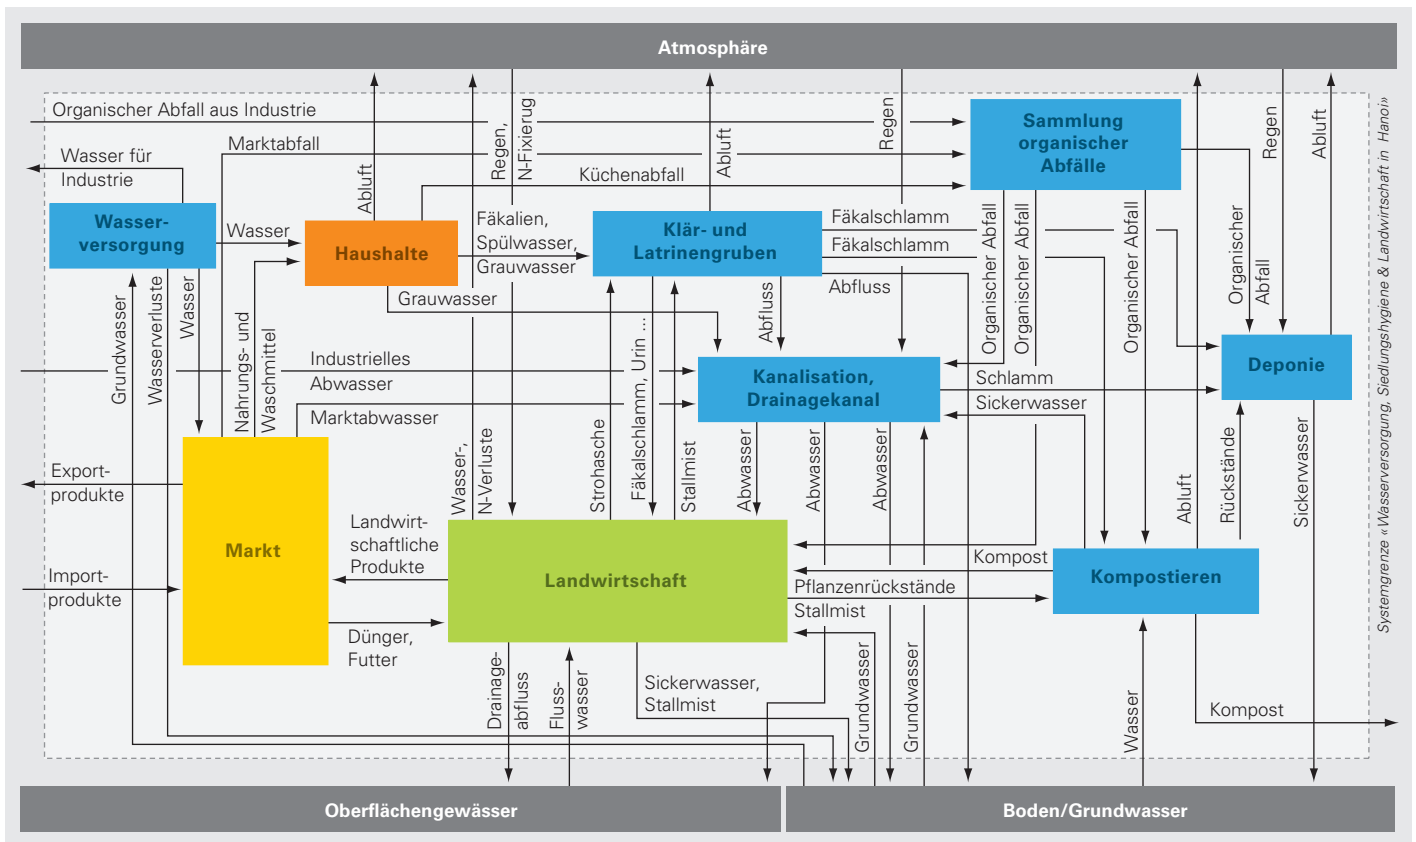 Atmosphäre
Organischer Abfall aus Industrie
Marktabfall
Wasser für
Industrie
Abluft
Regen,
N-Fixierug
Küchenabfall
Abluft
Regen
Sammlung
organischer
Abfälle
Regen
Abluft
Wasser-
versorgung
Wasser
Haushalte
Fäkalien,
Spülwasser,
Grauwasser
Klär- und
Latrinengruben
Fäkalschlamm
Fäkalschlamm
Abfluss
Organischer Abfall
Organischer Abfall
Organischer Abfall
Organischer
Abfall
Grundwasser
Wasserverluste
Wasser
Nahrungs- und
Waschmittel
Grauwasser
Abfluss
Industrielles
Abwasser
Marktabwasser
Strohasche
Fäkalschlamm, Urin ...
Stallmist
Kanalisation,
Drainagekanal
Schlamm
Sickerwasser
Deponie
Exportprodukte
Wasser-,
N-Verluste
Abwasser
Abwasser
Abwasser
Abluft
Rückstände
Sickerwasser
Markt
Landwirt-
schaftliche
Produkte
Landwirtschaft
Kompost
Pflanzenrückstände
Stallmist
Kompostieren
Import-
produkte
Dünger,
Futter
Drainage-
abfluss
Fluss-
wasser
Sickerwasser,
Stallmist
Grundwasser
Grundwasser
Wasser
Kompost
Systemgrenze «Wasserversorgung, Siedlungshygiene & Landwirtschaft in Hanoi»
Oberflächengewässer
Boden/Grundwasser